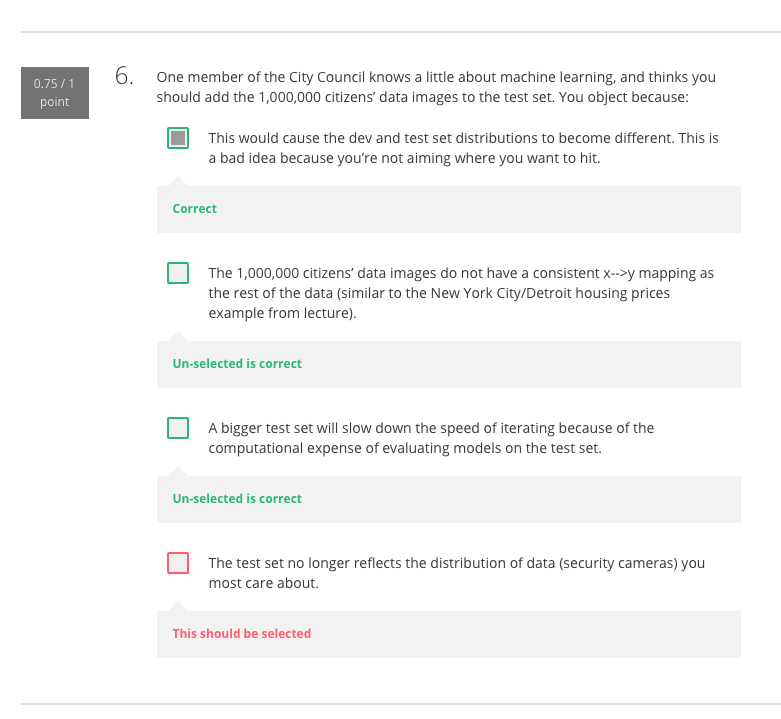 0.75 / 1
point
6.
One member of the City Council knows a little about machine learning, and thinks you
should add the 1,000,000 citizens’ data images to the test set. You object because:
This would cause the dev and test set distributions to become different. This is
a bad idea because you’re not aiming where you want to hit.
Correct
The 1,000,000 citizens’ data images do not have a consistent x-->y mapping as
the rest of the data (similar to the New York City/Detroit housing prices
example from lecture).
Un-selected is correct
A bigger test set will slow down the speed of iterating because of the
computational expense of evaluating models on the test set.
Un-selected is correct
The test set no longer reflects the distribution of data (security cameras) you
most care about.
This should be selected